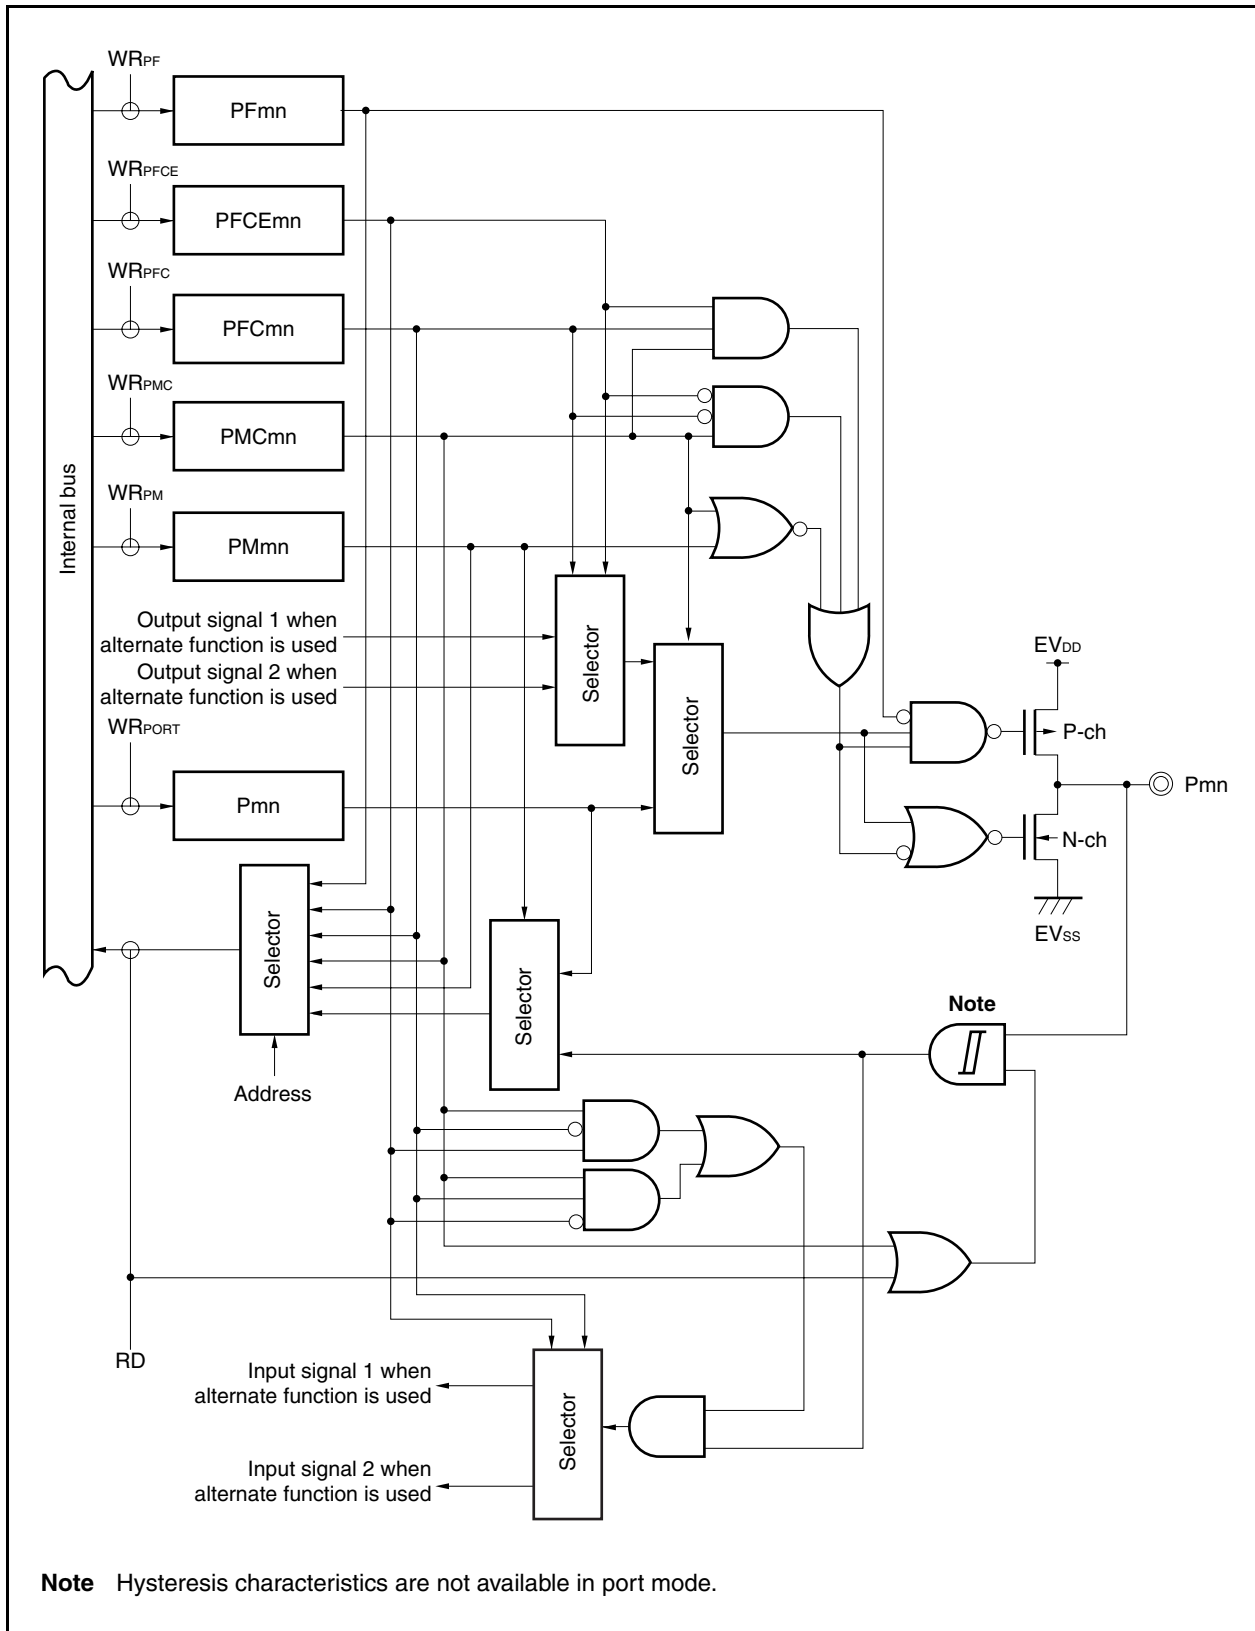 WRPF
PFmn
WRPFCE
PFCEmn
WRPFC
PFCmn
WRPMC
PMCmn
WRPM
PMmn
Internal bus
Output signal 1 when
alternate function is used
Output signal 2 when
alternate function is used
Selector
Selector
WRPORT
Pmn
EVDD
P-ch
Pmn
N-ch
EVSS
Selector
Selector
Address
Note
RD
Input signal 1 when
alternate function is used
Input signal 2 when
alternate function is used
Selector
Note Hysteresis characteristics are not available in port mode.